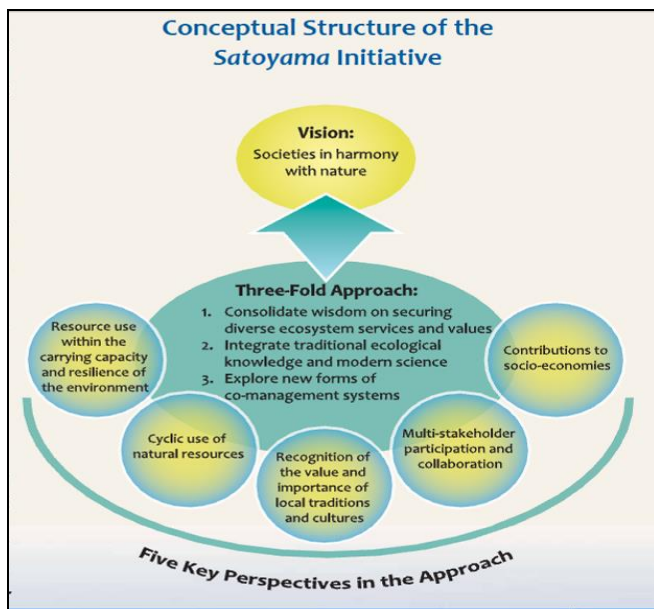 Conceptual Structure of the
Satoyama Initiative
Vision:
Societies in harmony
with nature
Three-Fold Approach:
1. Consolidate wisdom on securing
diverse ecosystem services and values
2. Integrate traditional ecological
knowledge and modern science
3. Explore new forms of
co-management systems
Resource use
within the
carrying capacity
and resilience of
the environment
Cyclic use of
natural resources
Recognition of
the value and
importance of
local traditions
and cultures
Multi-stakeholder
participation and
collaboration
Contributions to
socio-economies
Five Key Perspectives in the Approach